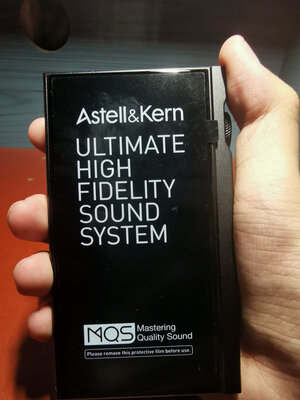 Astell&Kern
ULTIMATE
HIGH
FIDELITY
SOUND
SYSTEM
MQS Mastering
Quality Sound
Please remove this protective film before use.